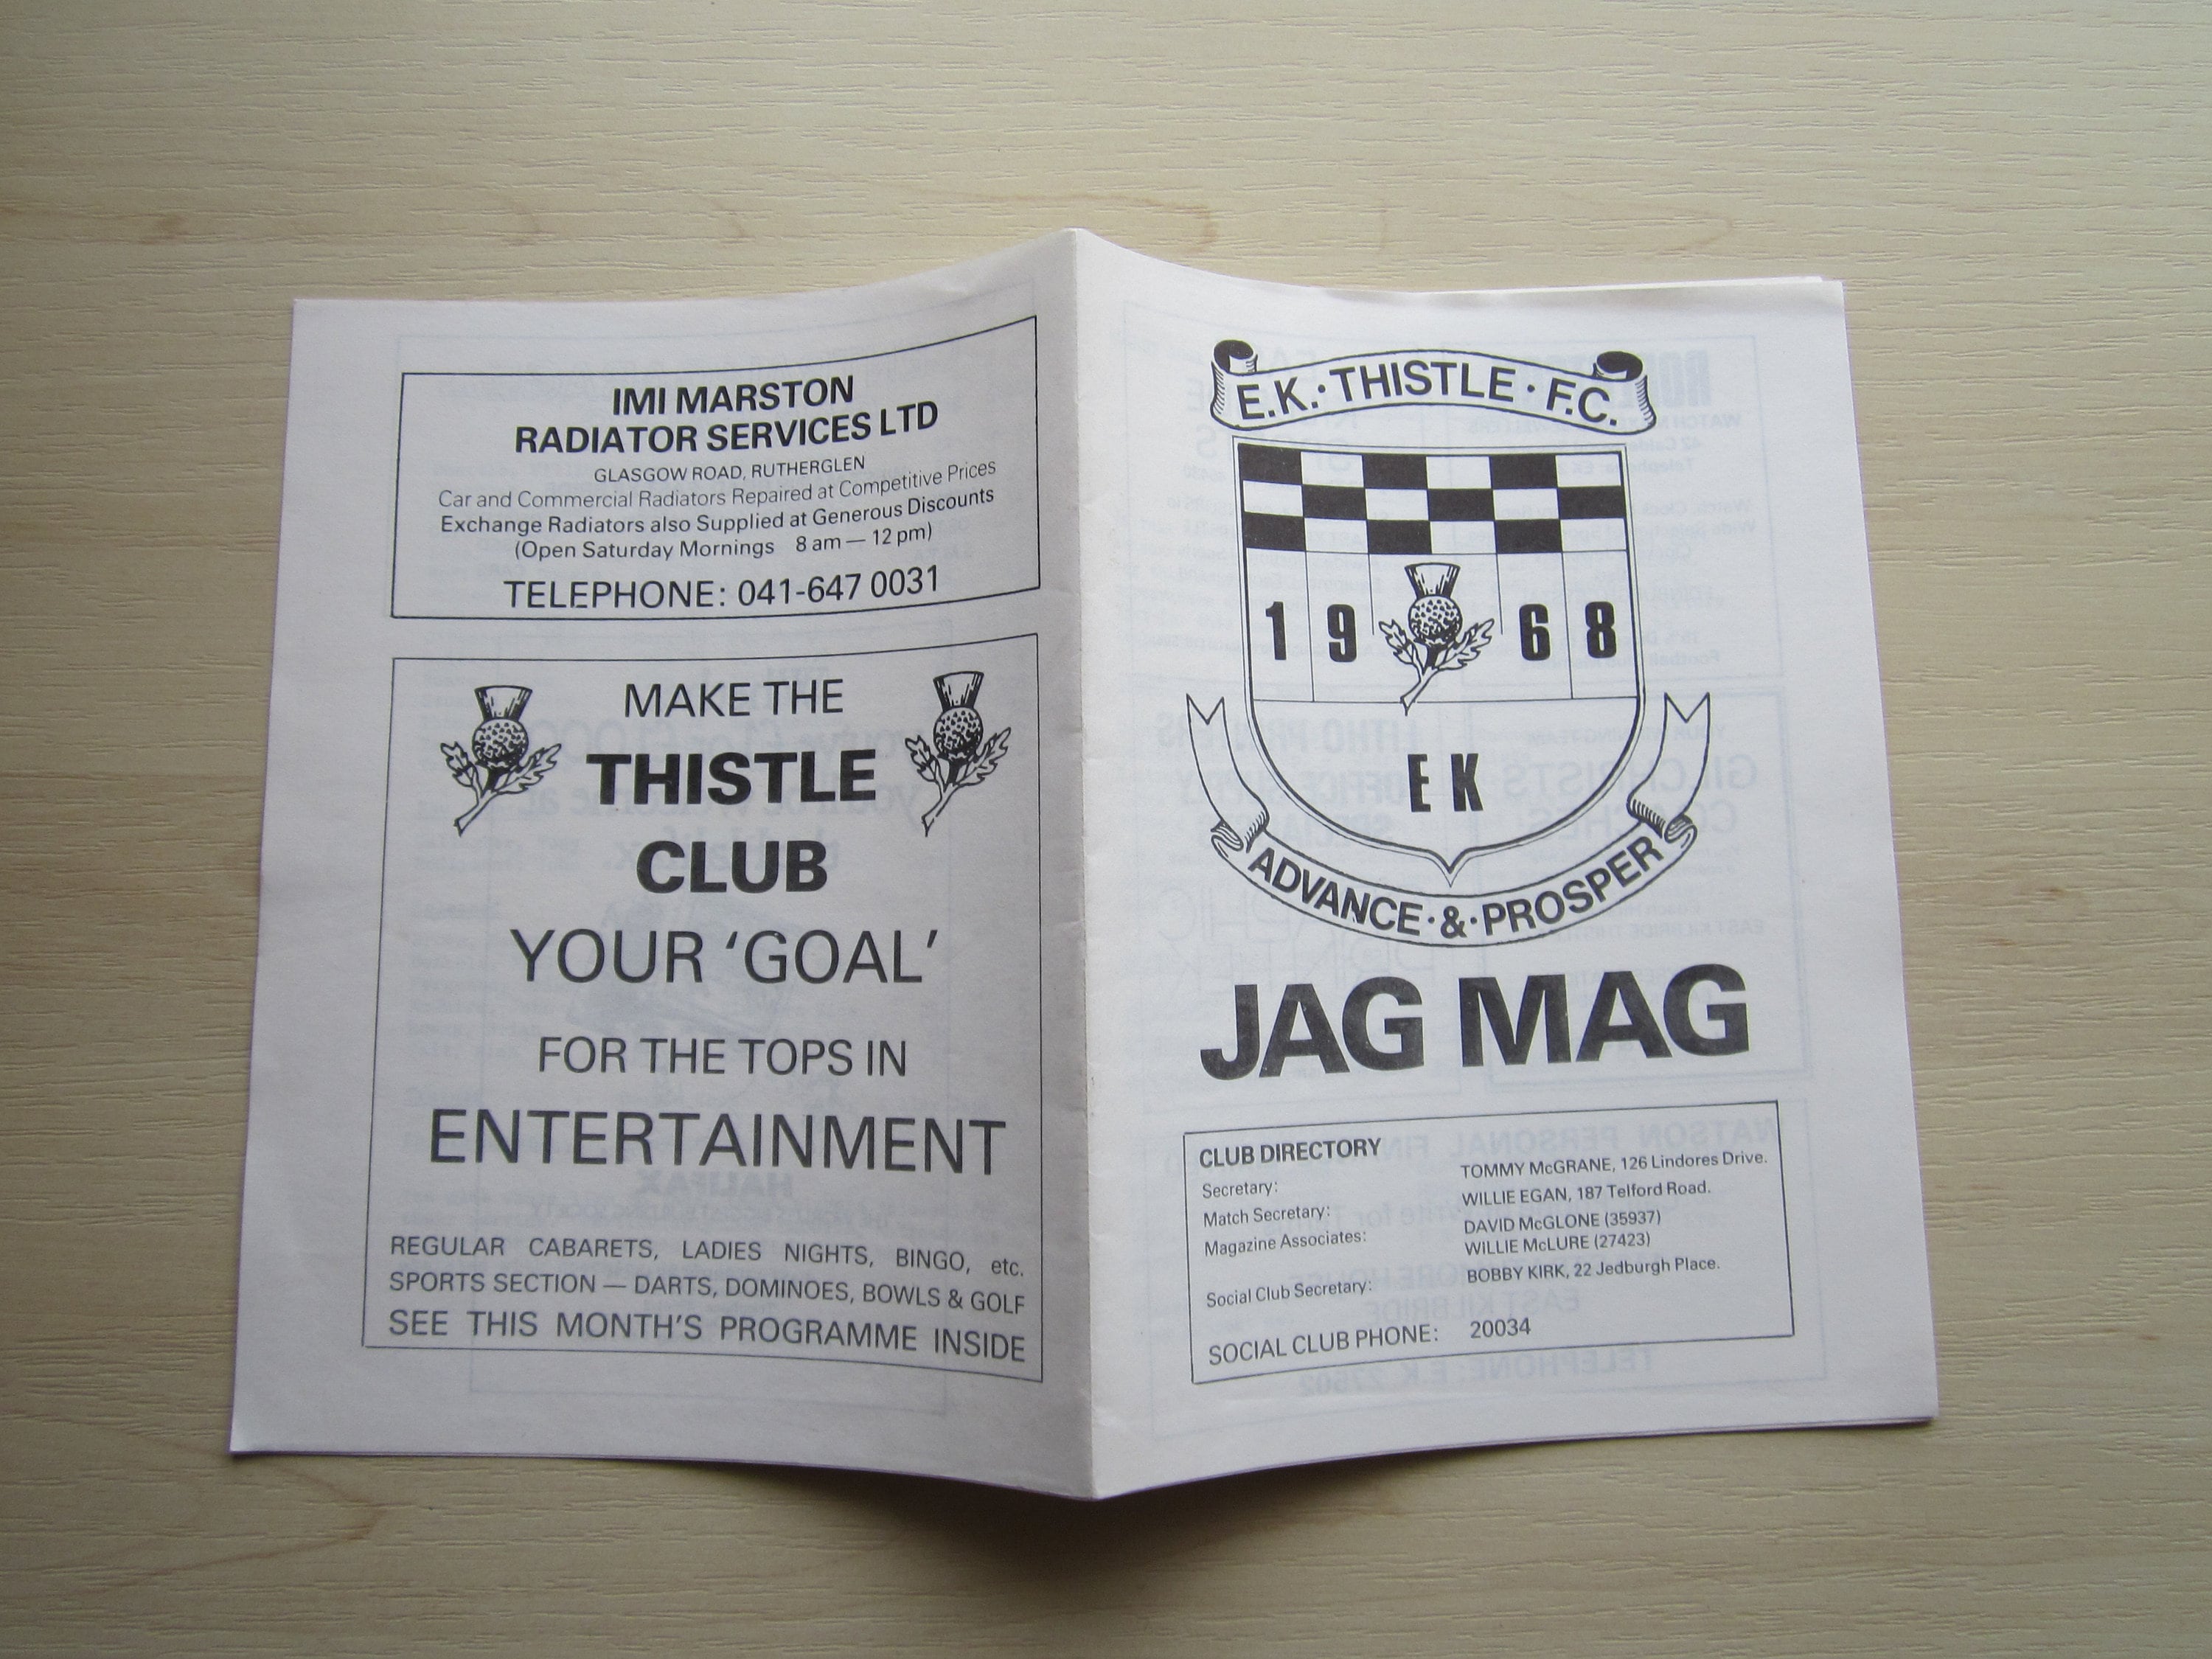 IMI MARSTON
RADIATOR SERVICES LTD
GLASGOW ROAD, RUTHERGLEN
Car and Commercial Radiators Repaired at Competitive Prices
Exchange Radiators also Supplied at Generous Discounts
(Open Saturday Mornings 8 am — 12 pm)
TELEPHONE: 041-647 0031
MAKE THE
THISTLE
CLUB
YOUR ‘GOAL’
FOR THE TOPS IN
ENTERTAINMENT
REGULAR CABARETS, LADIES NIGHTS, BINGO, etc.
SPORTS SECTION — DARTS, DOMINOES, BOWLS & GOLF
SEE THIS MONTH'S PROGRAMME INSIDE
E.K. · THISTLE · F.C.
1 9 6 8
E K
ADVANCE · & · PROSPER
JAG MAG
CLUB DIRECTORY
Secretary: TOMMY McGRANE, 126 Lindores Drive.
Match Secretary: WILLIE EGAN, 187 Telford Road.
Magazine Associates: DAVID McGLONE (35937)
WILLIE McLURE (27423)
Social Club Secretary: BOBBY KIRK, 22 Jedburgh Place.
SOCIAL CLUB PHONE: 20034